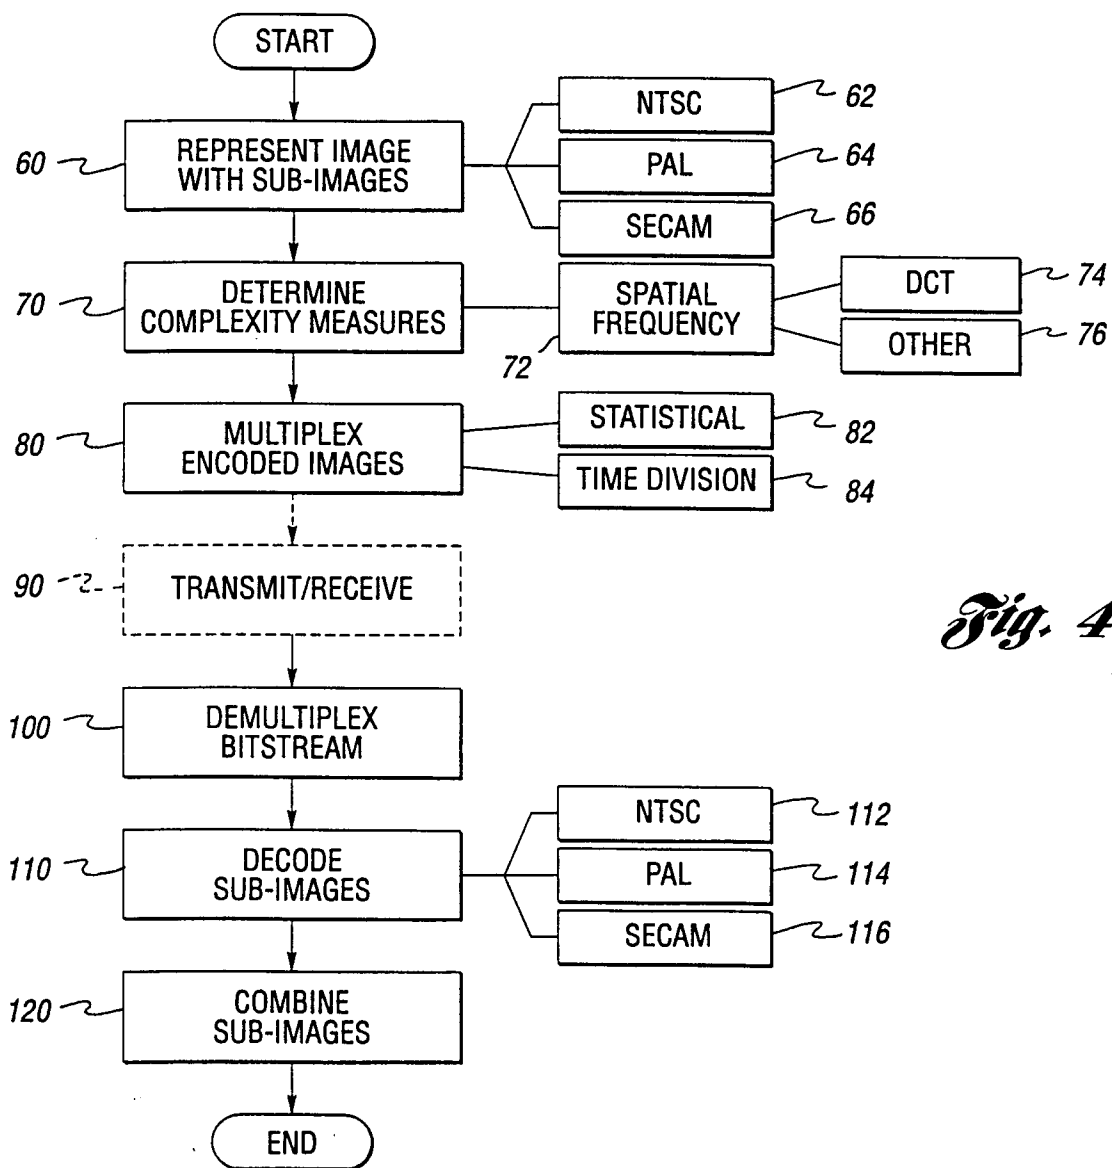 START
60
REPRESENT IMAGE
WITH SUB-IMAGES
NTSC
62
PAL
64
SECAM
66
70
DETERMINE
COMPLEXITY MEASURES
SPATIAL
FREQUENCY
72
DCT
74
OTHER
76
80
MULTIPLEX
ENCODED IMAGES
STATISTICAL
82
TIME DIVISION
84
90
TRANSMIT/RECEIVE
Fig. 4
100
DEMULTIPLEX
BITSTREAM
110
DECODE
SUB-IMAGES
NTSC
112
PAL
114
SECAM
116
120
COMBINE
SUB-IMAGES
END